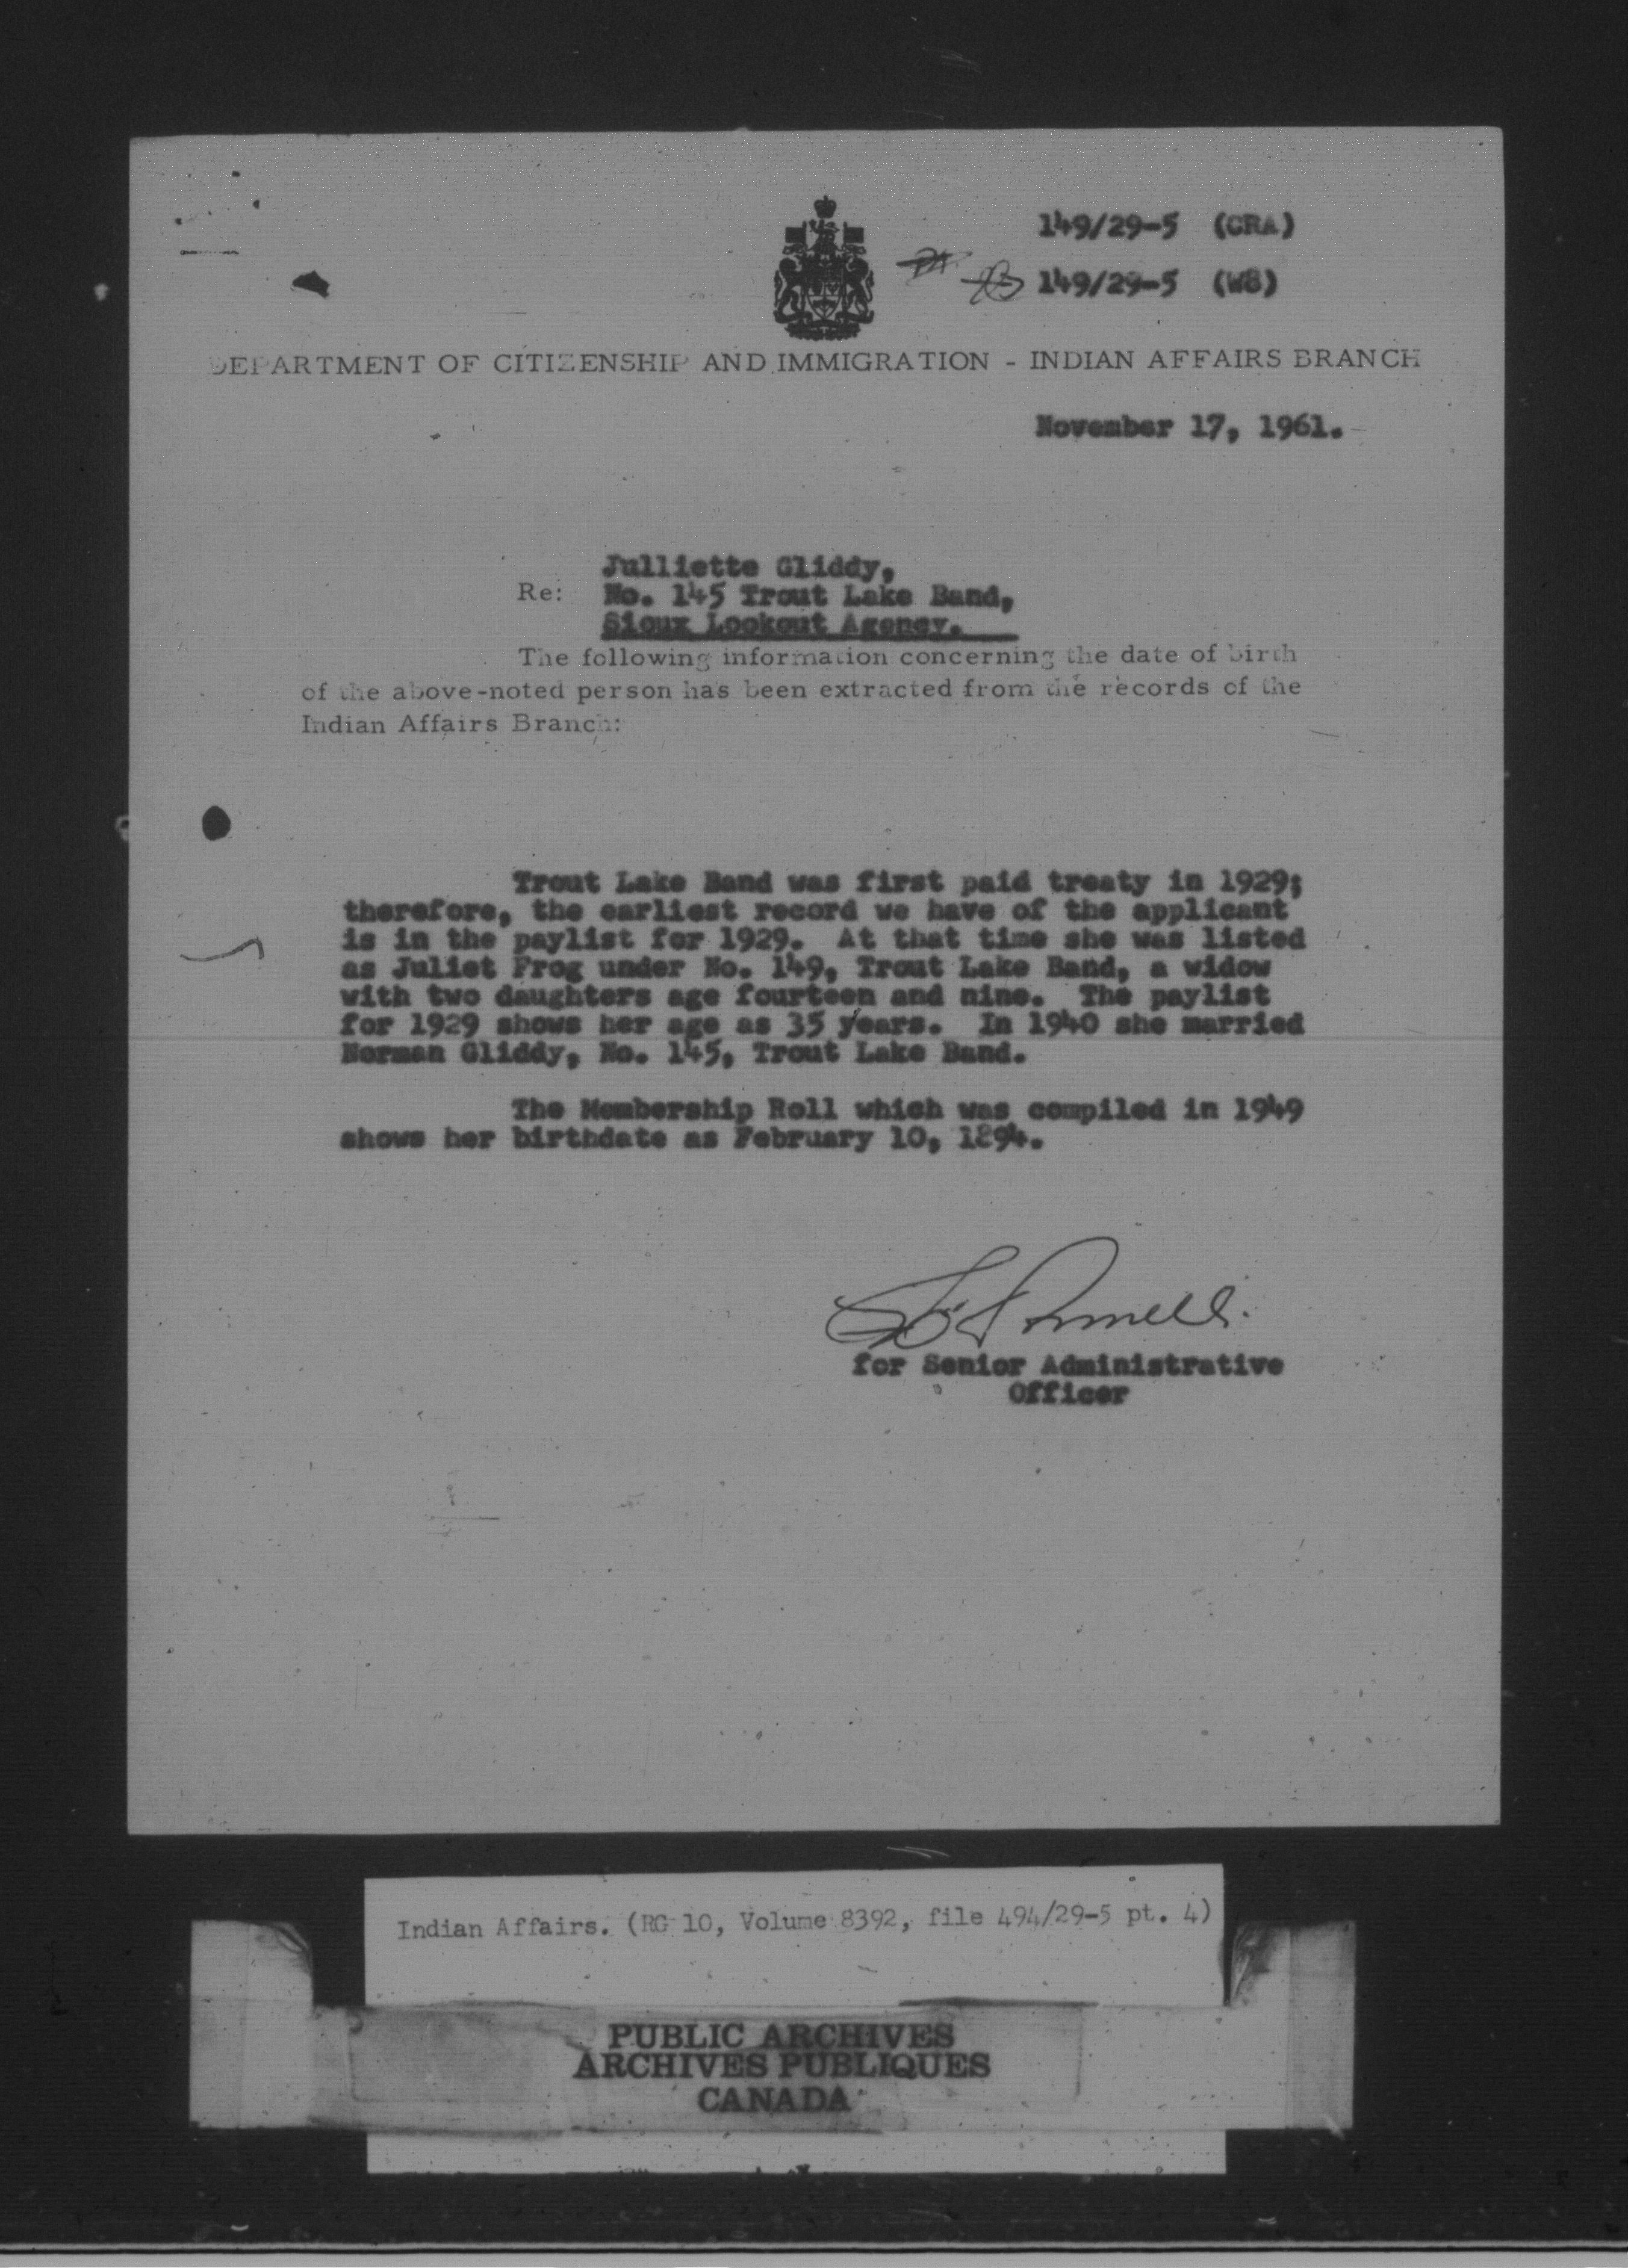 149/29-5 (CRA)
149/29-5 (W8)
DEPARTMENT OF CITIZENSHIP AND IMMIGRATION - INDIAN AFFAIRS BRANCH
November 17, 1961.
Julliette Gliddy,
Re: No. 145 Trout Lake Band,
Sioux Lookout Agency.
The following information concerning the date of birth
of the above-noted person has been extracted from the records of the
Indian Affairs Branch:
Trout Lake Band was first paid treaty in 1929;
therefore, the earliest record we have of the applicant
is in the paylist for 1929. At that time she was listed
as Juliet Frog under No. 149, Trout Lake Band, a widow
with two daughters age fourteen and nine. The paylist
for 1929 shows her age as 35 years. In 1940 she married
Norman Gliddy, No. 145, Trout Lake Band.
The Membership Roll which was compiled in 1949
shows her birthdate as February 10, 1894.
for Senior Administrative
Officer
Indian Affairs. (RG 10, Volume 8392, file 494/29-5 pt. 4)
PUBLIC ARCHIVES
ARCHIVES PUBLIQUES
CANADA